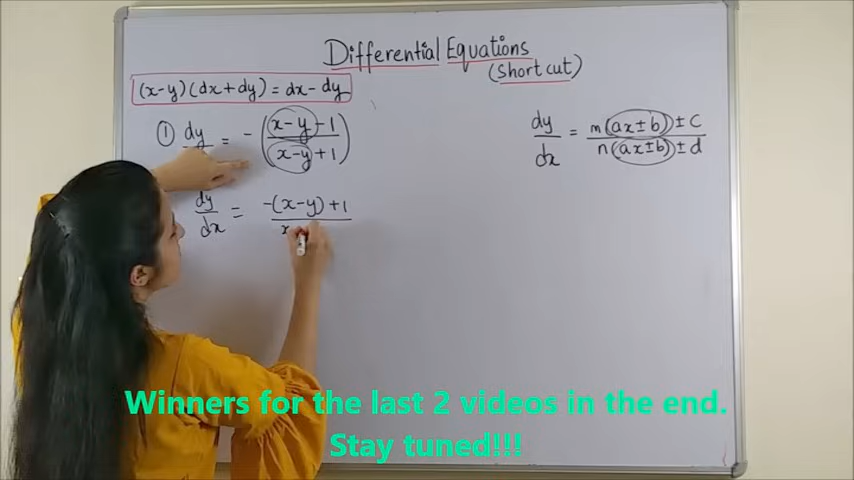 Differential Equations
(Short cut)
(x-y)(dx+dy) = dx-dy
① dy = - (x-y-1 / x-y+1)
dy/dx = -(x-y)+1 / x
dy/dx = m(ax±b)±c / n(ax±b)±d
Winners for the last 2 videos in the end.
Stay tuned!!!